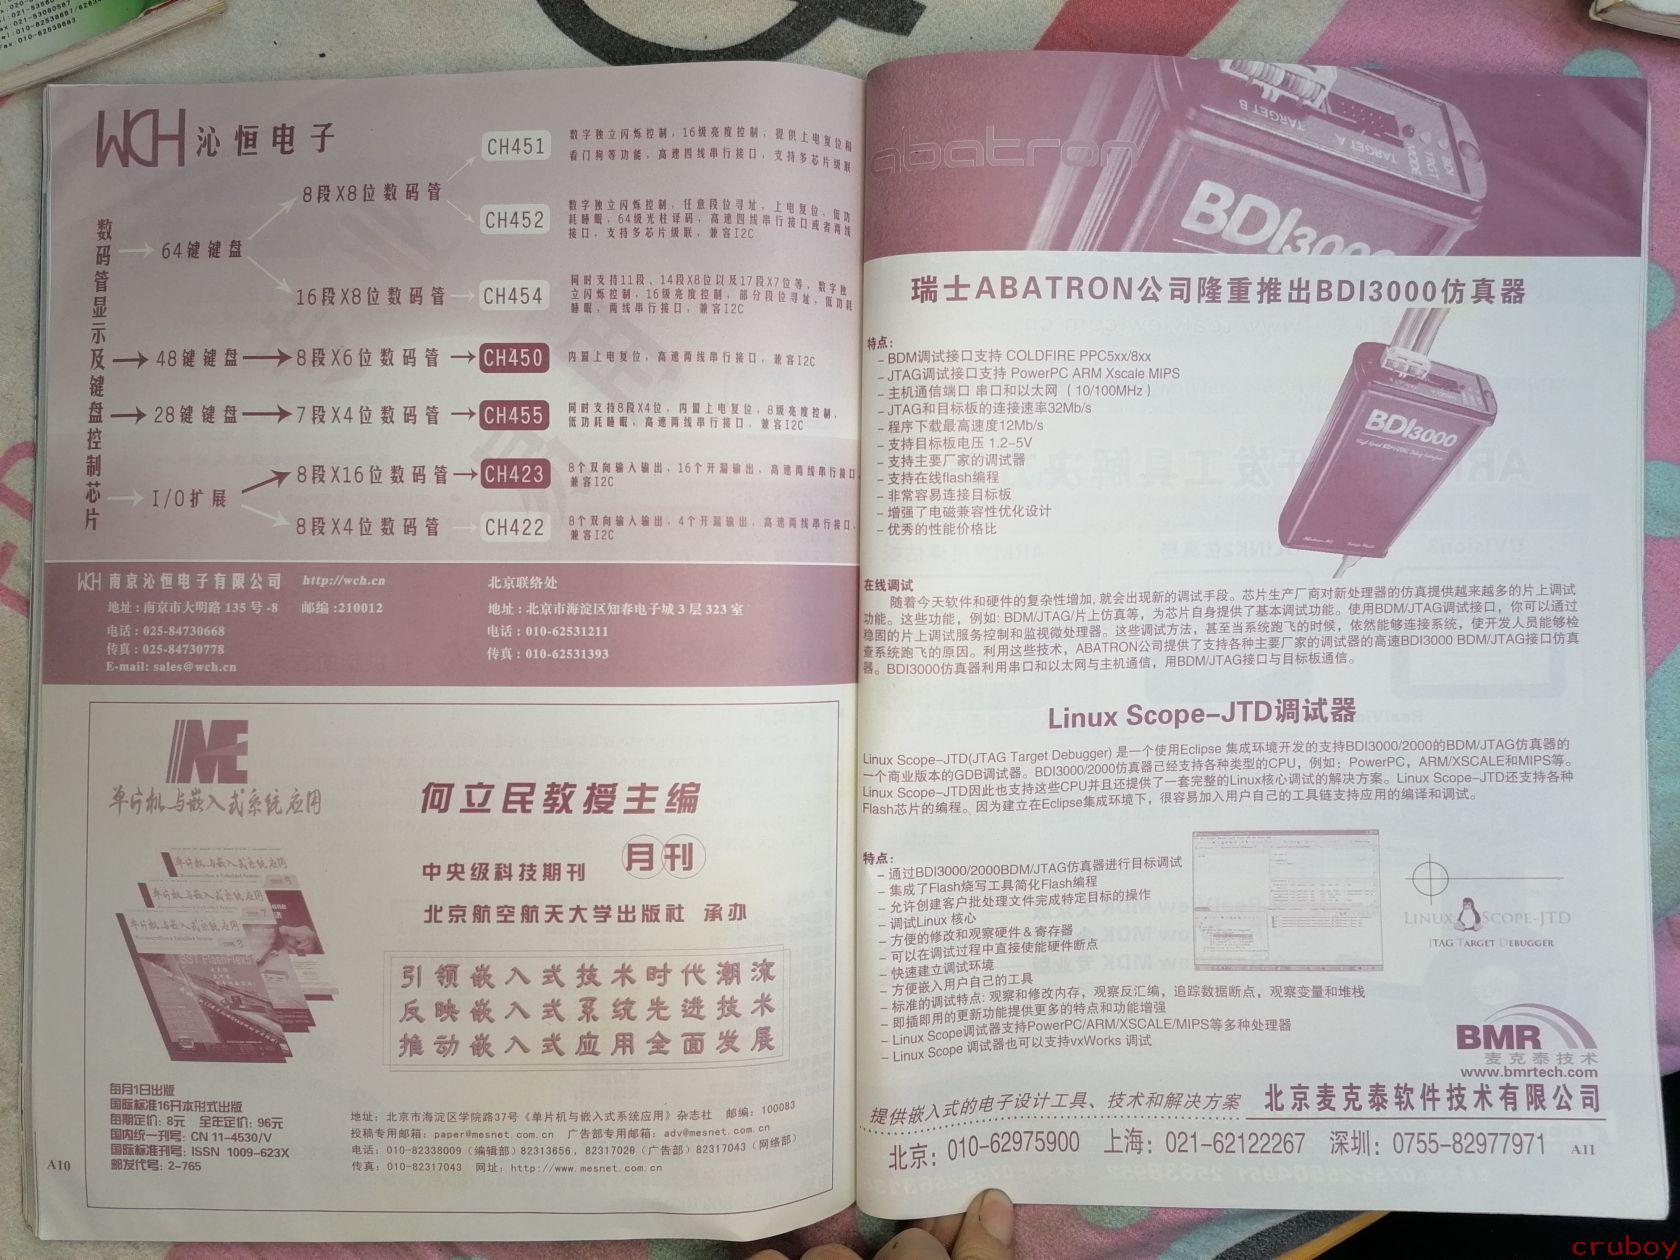 WCH 沁恒电子
数码管显示及键盘控制芯片
64键键盘
8段X8位数码管
CH451
数字独立闪烁控制，16级亮度控制，提供上电复位和
看门狗等功能，高速四线串行接口，支持多芯片级联
CH452
数字独立闪烁控制，任意段位寻址，上电复位、低功
耗睡眠，64级光柱译码，高速四线串行接口或者两线
接口，支持多芯片级联，兼容I2C
16段X8位数码管
CH454
同时支持11段、14段X8位以及17段X7位等，数字独
立闪烁控制，16级亮度控制，部分段位寻址，低功耗
睡眠，两线串行接口，兼容I2C
48键键盘
8段X6位数码管
CH450
内置上电复位，高速两线串行接口，兼容I2C
28键键盘
7段X4位数码管
CH455
同时支持8段X4位，内置上电复位，8级亮度控制，
低功耗睡眠，高速两线串行接口，兼容I2C
I/O扩展
8段X16位数码管
CH423
8个双向输入输出，16个开漏输出，高速两线串行接口，
兼容I2C
8段X4位数码管
CH422
8个双向输入输出，4个开漏输出，高速两线串行接口，
兼容I2C
WCH 南京沁恒电子有限公司 http://wch.cn
地址：南京市大明路135号-8 邮编：210012
电话：025-84730668
传真：025-84730778
E-mail: sales@wch.cn
北京联络处
地址：北京市海淀区知春电子城3层323室
电话：010-62531211
传真：010-62531393
ME
单片机与嵌入式系统应用
何立民教授主编
中央级科技期刊 月刊
北京航空航天大学出版社 承办
引领嵌入式技术时代潮流
反映嵌入式系统先进技术
推动嵌入式应用全面发展
每月1日出版
国际标准16开本形式出版
每期定价：8元 全年定价：96元
国内统一刊号：CN 11-4530/V
国际标准刊号：ISSN 1009-623X
邮发代号：2-765
地址：北京市海淀区学院路37号《单片机与嵌入式系统应用》杂志社 邮编：100083
投稿专用邮箱：paper@mesnet.com.cn 广告部专用邮箱：adv@mesnet.com.cn
电话：010-82338009（编辑部）82313656，82317029（广告部）82317043（网络部）
传真：010-82317043 网址：http://www.mesnet.com.cn
A10
abatron
TARGET B
TARGET A
BDI
TRGT
MODE
BDI3000
瑞士ABATRON公司隆重推出BDI3000仿真器
特点：
- BDM调试接口支持 COLDFIRE PPC5xx/8xx
- JTAG调试接口支持 PowerPC ARM Xscale MIPS
- 主机通信端口 串口和以太网（10/100MHz）
- JTAG和目标板的连接速率32Mb/s
- 程序下载最高速度12Mb/s
- 支持目标板电压 1.2-5V
- 支持主要厂家的调试器
- 支持在线flash编程
- 非常容易连接目标板
- 增强了电磁兼容性优化设计
- 优秀的性能价格比
BDI3000
在线调试
随着今天软件和硬件的复杂性增加，就会出现新的调试手段。芯片生产厂商对新处理器的仿真提供越来越多的片上调试
功能。这些功能，例如：BDM/JTAG/片上仿真等，为芯片自身提供了基本调试功能。使用BDM/JTAG调试接口，你可以通过
稳固的片上调试服务控制和监视微处理器。这些调试方法，甚至当系统跑飞的时候，依然能够连接系统，使开发人员能够检
查系统跑飞的原因。利用这些技术，ABATRON公司提供了支持各种主要厂家的调试器的高速BDI3000 BDM/JTAG接口仿真
器。BDI3000仿真器利用串口和以太网与主机通信，用BDM/JTAG接口与目标板通信。
Linux Scope-JTD调试器
Linux Scope-JTD(JTAG Target Debugger) 是一个使用Eclipse 集成环境开发的支持BDI3000/2000的BDM/JTAG仿真器的
一个商业版本的GDB调试器。BDI3000/2000仿真器已经支持各种类型的CPU，例如：PowerPC，ARM/XSCALE和MIPS等。
Linux Scope-JTD因此也支持这些CPU并且还提供了一套完整的Linux核心调试的解决方案。Linux Scope-JTD还支持各种
Flash芯片的编程。因为建立在Eclipse集成环境下，很容易加入用户自己的工具链支持应用的编译和调试。
特点：
- 通过BDI3000/2000BDM/JTAG仿真器进行目标调试
- 集成了Flash烧写工具简化Flash编程
- 允许创建客户批处理文件完成特定目标的操作
- 调试Linux 核心
- 方便的修改和观察硬件＆寄存器
- 可以在调试过程中直接使能硬件断点
- 快速建立调试环境
- 方便嵌入用户自己的工具
- 标准的调试特点：观察和修改内存，观察反汇编，追踪数据断点，观察变量和堆栈
- 即插即用的更新功能提供更多的特点和功能增强
- Linux Scope调试器支持PowerPC/ARM/XSCALE/MIPS等多种处理器
- Linux Scope 调试器也可以支持vxWorks 调试
LINUX SCOPE-JTD
JTAG TARGET DEBUGGER
BMR
麦克泰技术
www.bmrtech.com
提供嵌入式的电子设计工具、技术和解决方案 北京麦克泰软件技术有限公司
北京：010-62975900 上海：021-62122267 深圳：0755-82977971
A11
cruboy